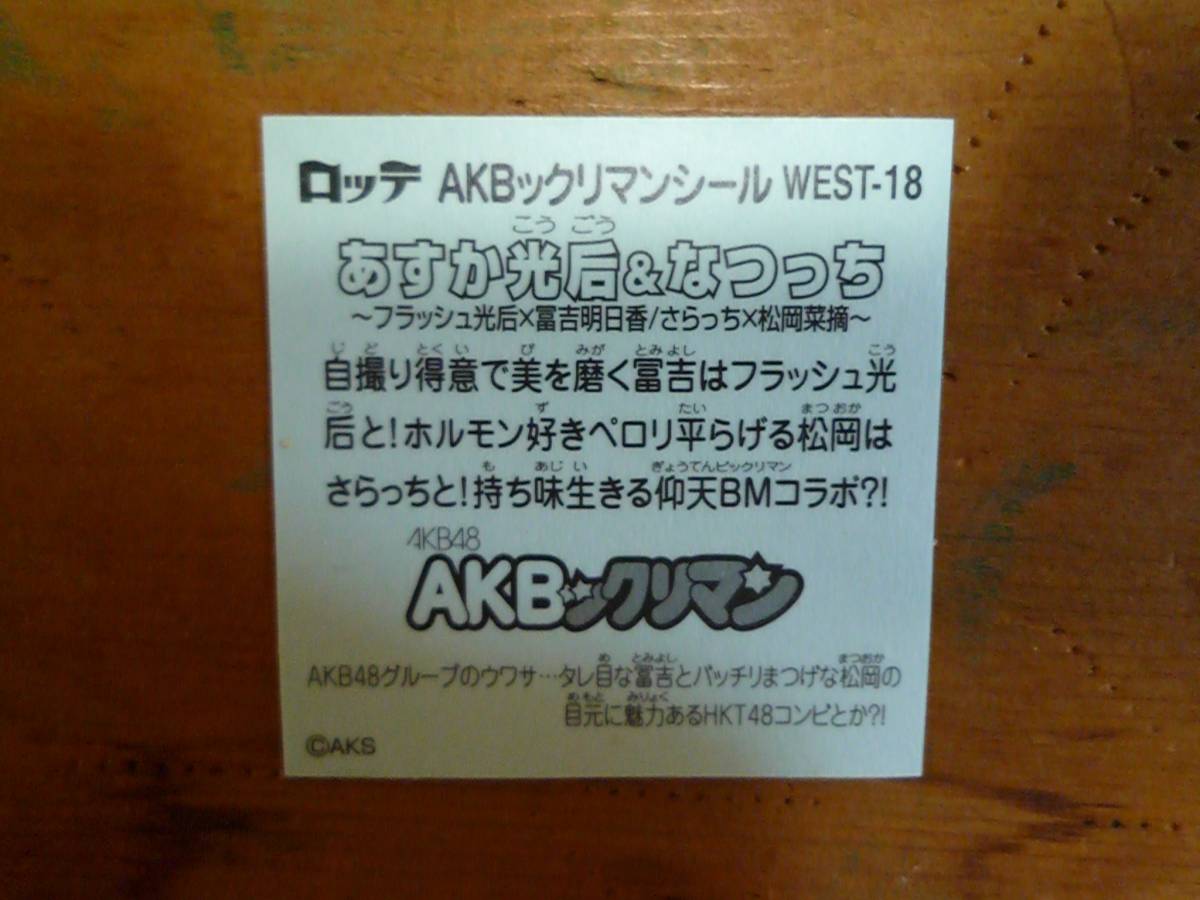 ロッテ AKBックリマンシール WEST-18
こうごう
あすか光后&なつっち
～フラッシュ光后×冨吉明日香/さらっち×松岡菜摘～
じど とくい び みが とみよし こう
自撮り得意で美を磨く冨吉はフラッシュ光
ごう ず たい まつおか
后と!ホルモン好きペロリ平らげる松岡は
も あじ い ぎょうてんビックリマン
さらっちと!持ち味生きる仰天BMコラボ?!
AKB48
AKBックリマン
め とみよし まつおか
AKB48グループのウワサ…タレ目な冨吉とバッチリまつげな松岡の
めもと みりょく
目元に魅力あるHKT48コンビとか?!
©AKS